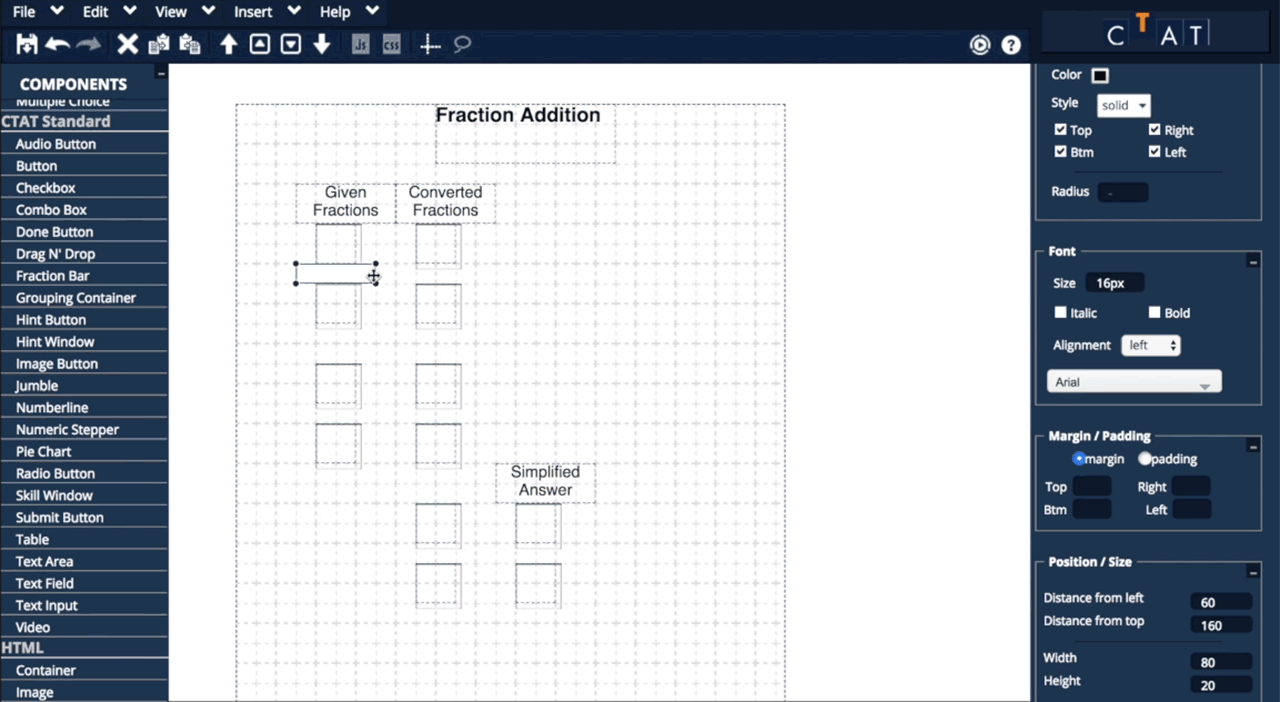 File Edit View Insert Help
CTAT
Js css ?
COMPONENTS
Multiple Choice
CTAT Standard
Audio Button
Button
Checkbox
Combo Box
Done Button
Drag N' Drop
Fraction Bar
Grouping Container
Hint Button
Hint Window
Image Button
Jumble
Numberline
Numeric Stepper
Pie Chart
Radio Button
Skill Window
Submit Button
Table
Text Area
Text Field
Text Input
Video
HTML
Container
Image
Fraction Addition
Given
Fractions
Converted
Fractions
Simplified
Answer
Color
Style solid
Top Right
Btm Left
Radius -
Font
Size 16px
Italic Bold
Alignment left
Arial
Margin / Padding
margin padding
Top Right
Btm Left
Position / Size
Distance from left 60
Distance from top 160
Width 80
Height 20